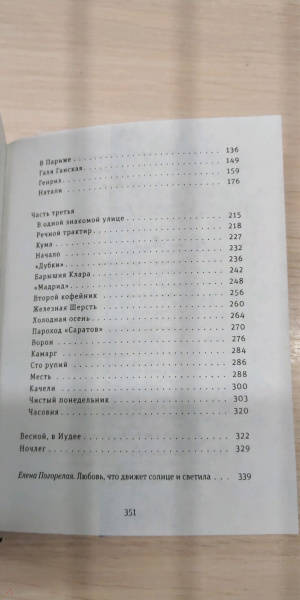 В Париже . . . . . . . . . . . . . . . . . . . . 136
Галя Ганская. . . . . . . . . . . . . . . . . . . 149
Генрих. . . . . . . . . . . . . . . . . . . . . . 159
Натали . . . . . . . . . . . . . . . . . . . . . 176
Часть третья
В одной знакомой улице . . . . . . . . . . . . . 215
Речной трактир . . . . . . . . . . . . . . . . . 218
Кума . . . . . . . . . . . . . . . . . . . . . . 227
Начало . . . . . . . . . . . . . . . . . . . . . 232
«Дубки». . . . . . . . . . . . . . . . . . . . . 236
Барышня Клара . . . . . . . . . . . . . . . . . 242
«Мадрид» . . . . . . . . . . . . . . . . . . . . 248
Второй кофейник . . . . . . . . . . . . . . . . 256
Железная Шерсть . . . . . . . . . . . . . . . . 260
Холодная осень . . . . . . . . . . . . . . . . . 264
Пароход «Саратов» . . . . . . . . . . . . . . . 270
Ворон . . . . . . . . . . . . . . . . . . . . . 276
Камарг . . . . . . . . . . . . . . . . . . . . . 284
Сто рупий . . . . . . . . . . . . . . . . . . . 286
Месть . . . . . . . . . . . . . . . . . . . . . 288
Качели . . . . . . . . . . . . . . . . . . . . . 300
Чистый понедельник . . . . . . . . . . . . . . . 303
Часовня . . . . . . . . . . . . . . . . . . . . 320
Весной, в Иудее . . . . . . . . . . . . . . . . 322
Ночлег . . . . . . . . . . . . . . . . . . . . . 329
Елена Погорелая. Любовь, что движет солнце и светила . . . 339
351